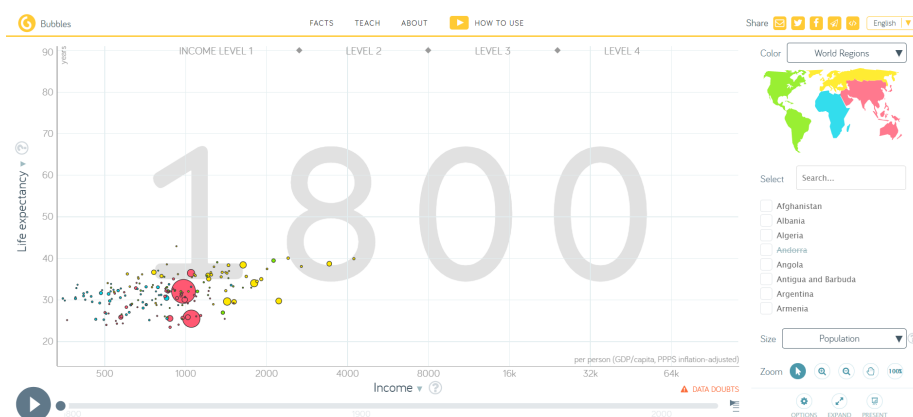 Bubbles
FACTS TEACH ABOUT HOW TO USE
Share English
90 years INCOME LEVEL 1 LEVEL 2 LEVEL 3 LEVEL 4
80
70
60
50
40
30
20
1800
Life expectancy ?
per person (GDP/capita, PPP$ inflation-adjusted)
500 1000 2000 4000 8000 16k 32k 64k
Income ?
DATA DOUBTS
1800 1900 2000
Color World Regions
Select Search...
Afghanistan
Albania
Algeria
Andorra
Angola
Antigua and Barbuda
Argentina
Armenia
Size Population
Zoom 100%
OPTIONS EXPAND PRESENT